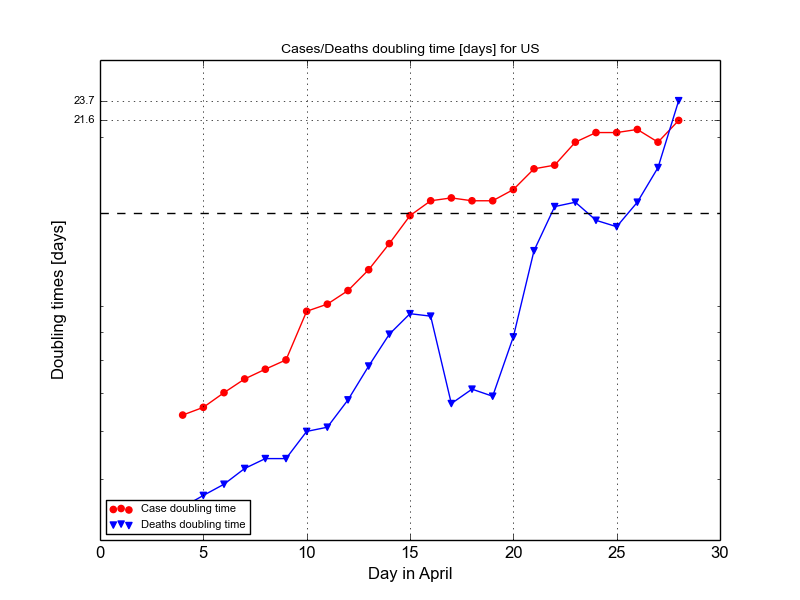 Cases/Deaths doubling time [days] for US
23.7
21.6
Doubling times [days]
Case doubling time
Deaths doubling time
0 5 10 15 20 25 30
Day in April